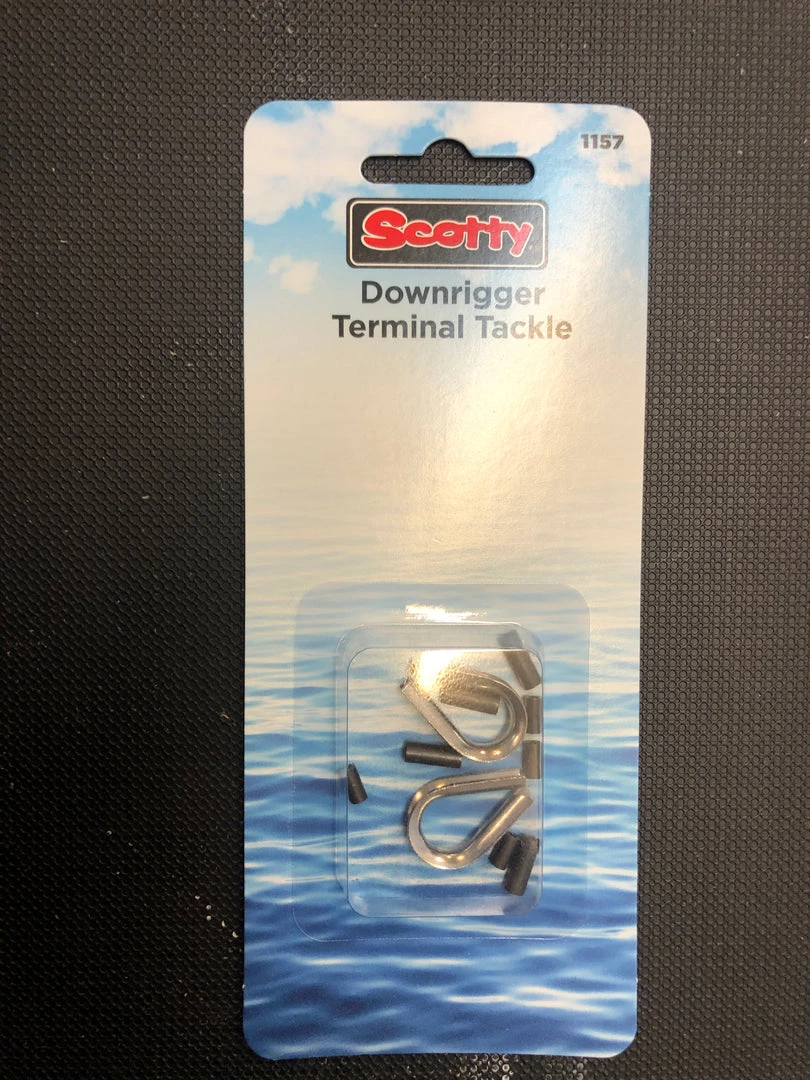 1157
Scotty
Downrigger
Terminal Tackle